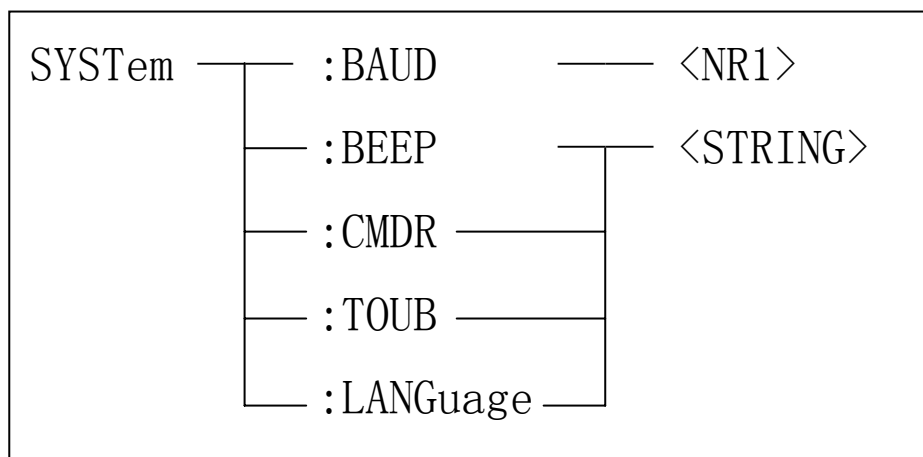 SYSTem :BAUD <NR1>
:BEEP <STRING>
:CMDR
:TOUB
:LANGuage